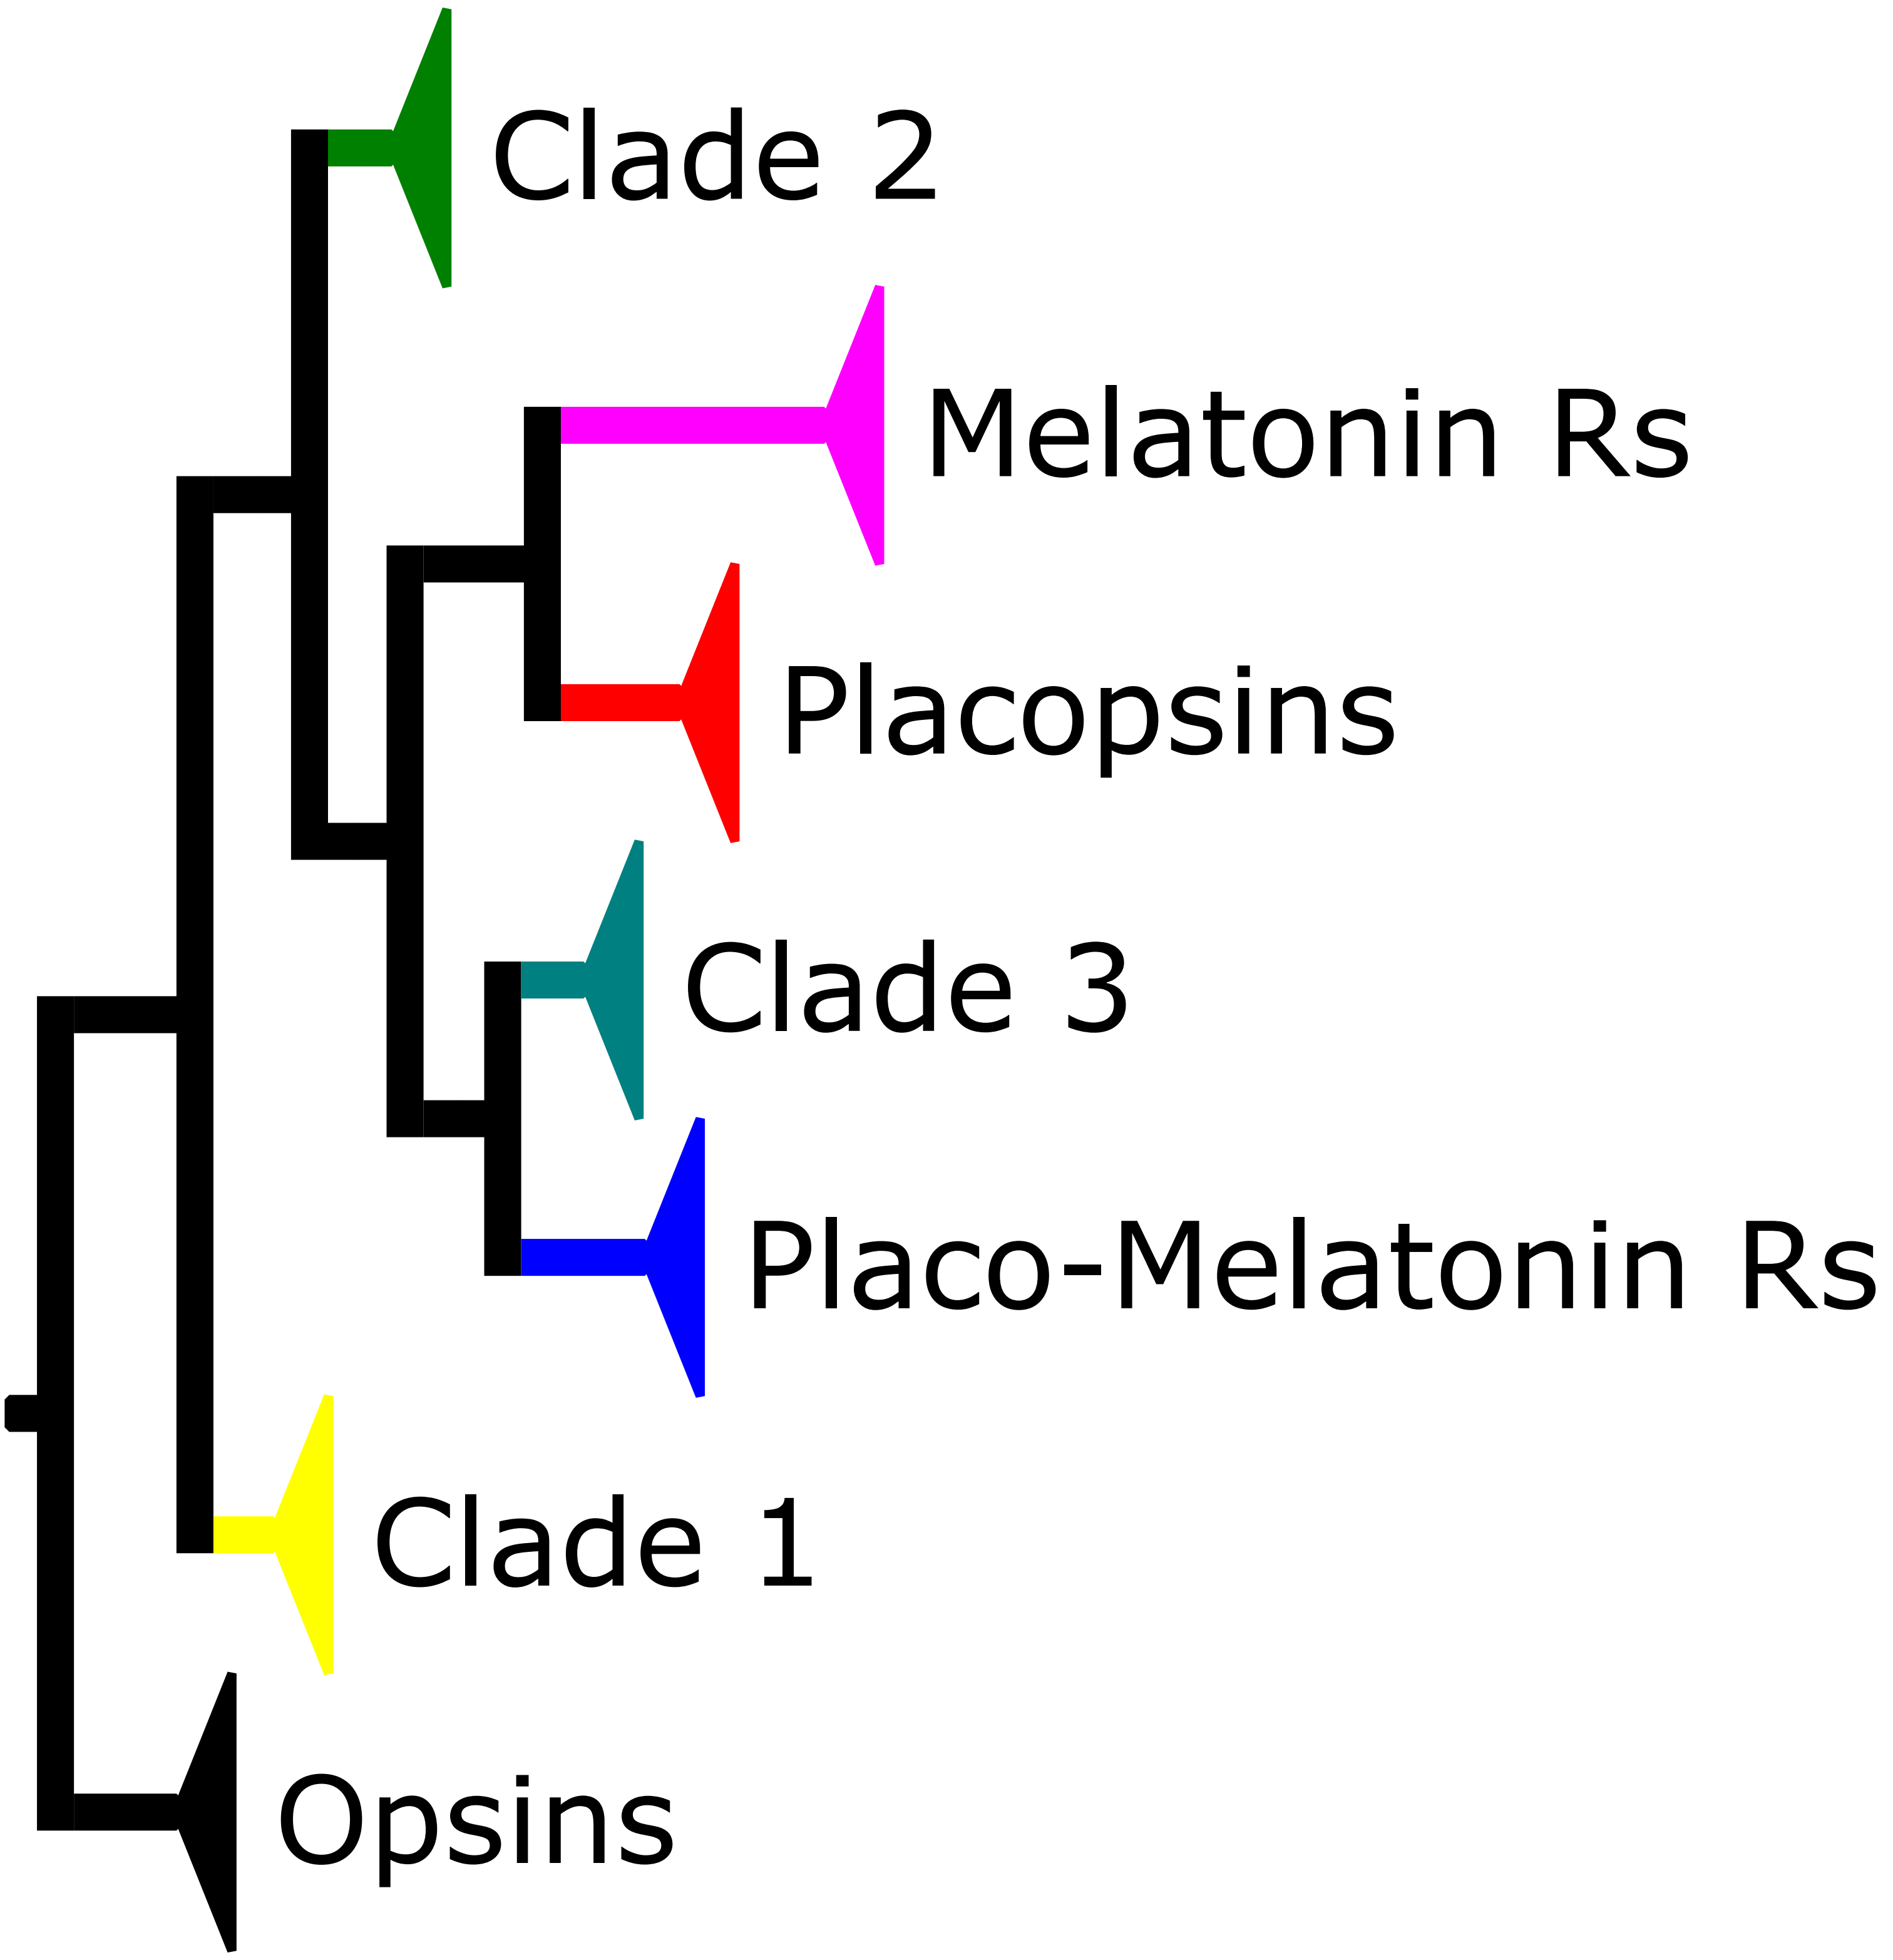 Clade 2
Melatonin Rs
Placopsins
Clade 3
Placo-Melatonin Rs
Clade 1
Opsins